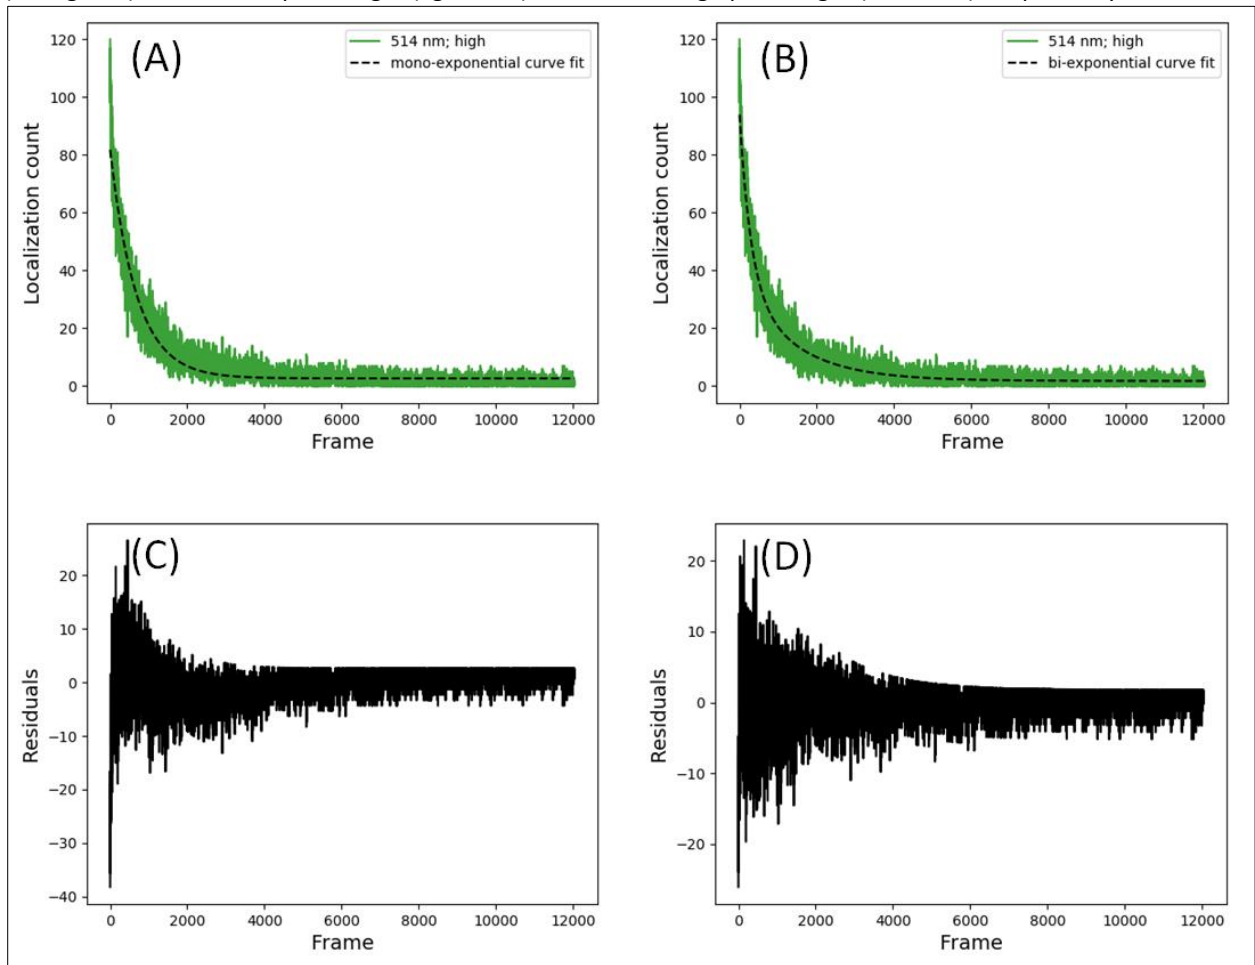 (A)
514 nm; high
mono-exponential curve fit
120
100
80
60
40
20
0
Localization count
0 2000 4000 6000 8000 10000 12000
Frame
(B)
514 nm; high
bi-exponential curve fit
120
100
80
60
40
20
0
Localization count
0 2000 4000 6000 8000 10000 12000
Frame
(C)
20
10
0
−10
−20
−30
−40
Residuals
0 2000 4000 6000 8000 10000 12000
Frame
(D)
20
10
0
−10
−20
Residuals
0 2000 4000 6000 8000 10000 12000
Frame